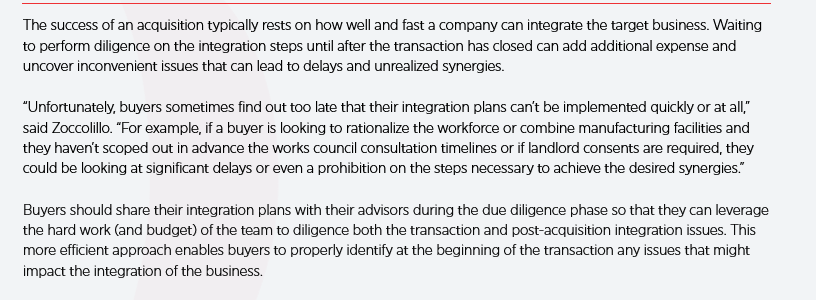 The success of an acquisition typically rests on how well and fast a company can integrate the target business. Waiting
to perform diligence on the integration steps until after the transaction has closed can add additional expense and
uncover inconvenient issues that can lead to delays and unrealized synergies.
“Unfortunately, buyers sometimes find out too late that their integration plans can’t be implemented quickly or at all,”
said Zoccolillo. “For example, if a buyer is looking to rationalize the workforce or combine manufacturing facilities and
they haven’t scoped out in advance the works council consultation timelines or if landlord consents are required, they
could be looking at significant delays or even a prohibition on the steps necessary to achieve the desired synergies.”
Buyers should share their integration plans with their advisors during the due diligence phase so that they can leverage
the hard work (and budget) of the team to diligence both the transaction and post-acquisition integration issues. This
more efficient approach enables buyers to properly identify at the beginning of the transaction any issues that might
impact the integration of the business.